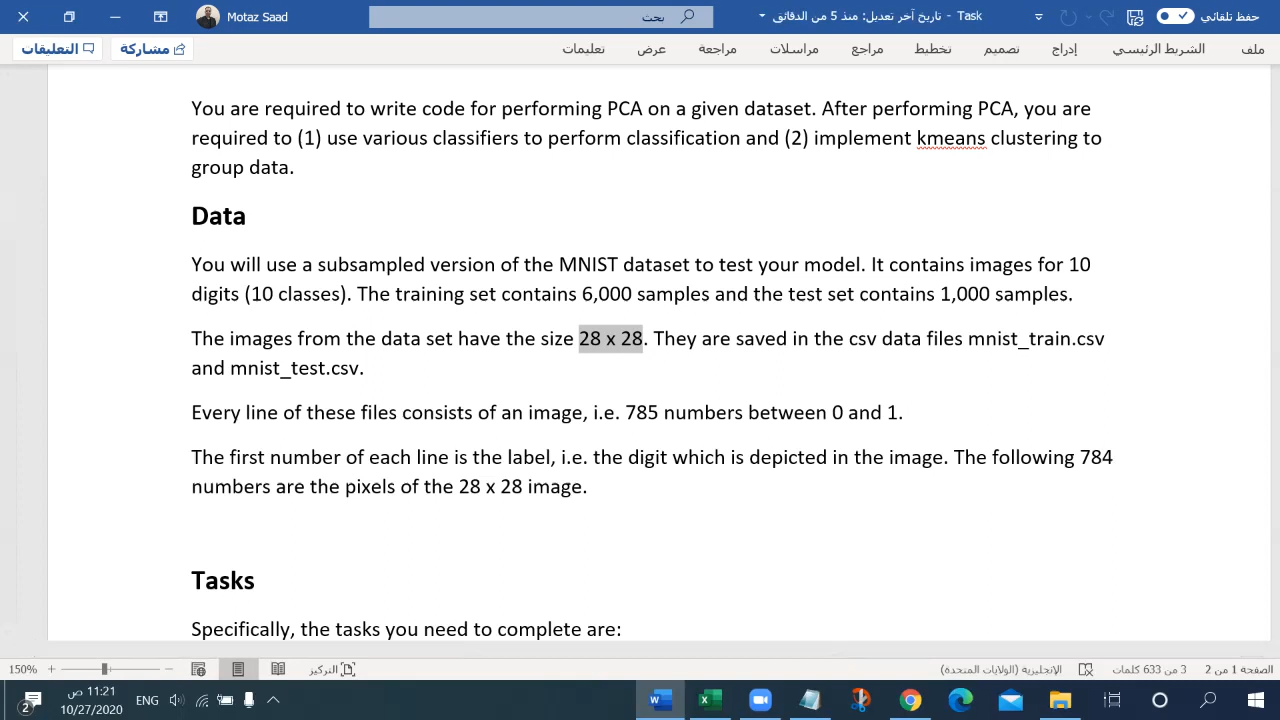 حفظ تلقائي
Task - تاريخ آخر تعديل: منذ 5 من الدقائق
بحث
Motaz Saad
ملف الشريط الرئيسي إدراج تصميم تخطيط مراجع مراسلات مراجعة عرض تعليمات
مشاركة التعليقات
You are required to write code for performing PCA on a given dataset. After performing PCA, you are
required to (1) use various classifiers to perform classification and (2) implement kmeans clustering to
group data.
Data
You will use a subsampled version of the MNIST dataset to test your model. It contains images for 10
digits (10 classes). The training set contains 6,000 samples and the test set contains 1,000 samples.
The images from the data set have the size 28 x 28. They are saved in the csv data files mnist_train.csv
and mnist_test.csv.
Every line of these files consists of an image, i.e. 785 numbers between 0 and 1.
The first number of each line is the label, i.e. the digit which is depicted in the image. The following 784
numbers are the pixels of the 28 x 28 image.
Tasks
Specifically, the tasks you need to complete are:
الصفحة 1 من 2 3 من 633 كلمات الإنجليزية (الولايات المتحدة) التركيز 150%
ENG 11:21 ص
10/27/2020
2